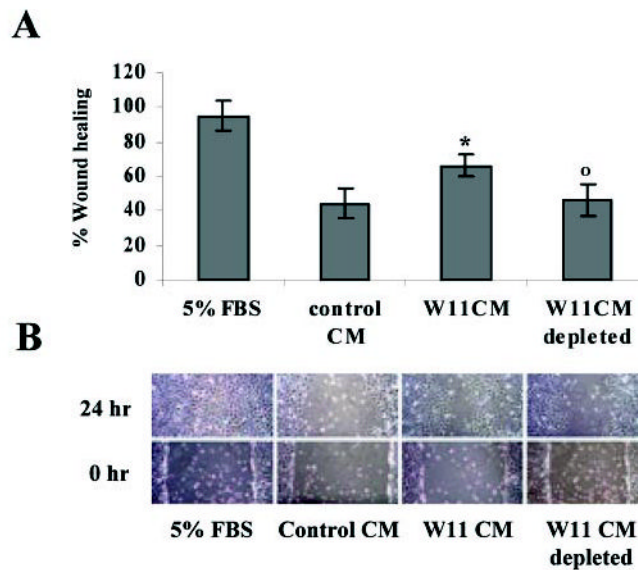 A
120
100
80
60
40
20
0
% Wound healing
*
o
5% FBS
control
CM
W11CM
W11CM
depleted
B
24 hr
0 hr
5% FBS
Control CM
W11 CM
W11 CM
depleted